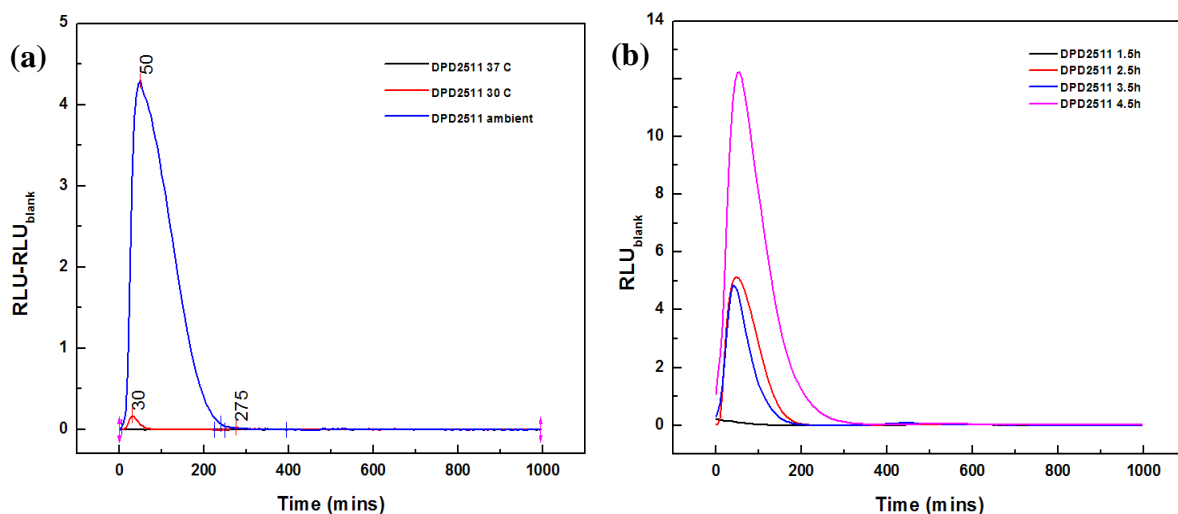 (a)
5
4
3
2
1
0
RLU-RLUblank
50
30
275
DPD2511 37 C
DPD2511 30 C
DPD2511 ambient
0 200 400 600 800 1000
Time (mins)
(b)
14
12
10
8
6
4
2
0
RLUblank
DPD2511 1.5h
DPD2511 2.5h
DPD2511 3.5h
DPD2511 4.5h
0 200 400 600 800 1000
Time (mins)